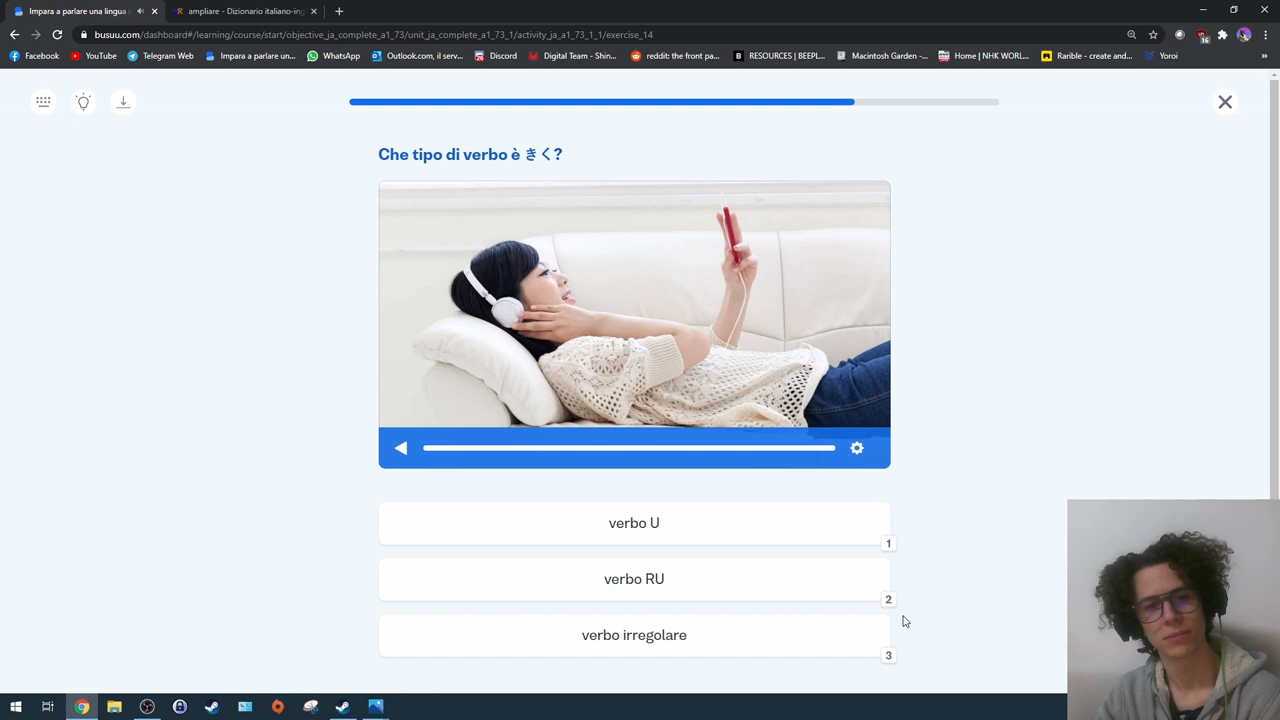 Impara a parlare una lingua
ampliare - Dizionario italiano-ing
busuu.com/dashboard#/learning/course/start/objective_ja_complete_a1_73/unit_ja_complete_a1_73_1/activity_ja_a1_73_1_1/exercise_14
16
Facebook
YouTube
Telegram Web
Impara a parlare un...
WhatsApp
Outlook.com, il serv...
Discord
Digital Team - Shin...
reddit: the front pa...
RESOURCES | BEEPL...
Macintosh Garden -...
Home | NHK WORL...
Rarible - create and...
Yoroi
»
Che tipo di verbo è きく?
verbo U
1
verbo RU
2
verbo irregolare
3